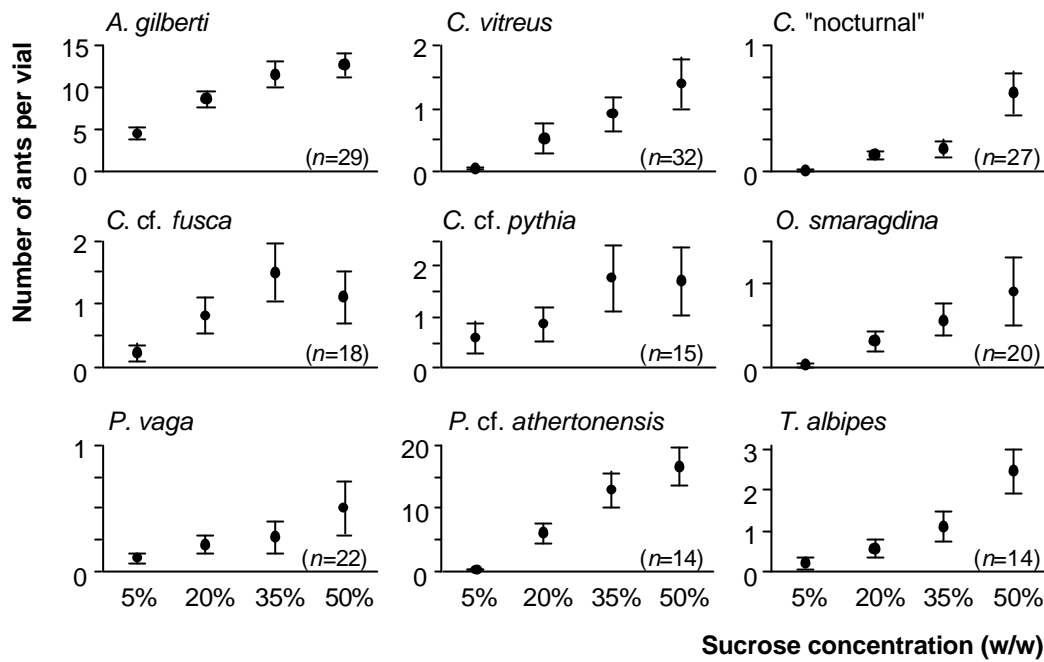 Number of ants per vial
A. gilberti
15
10
5
0
(n=29)
C. vitreus
2
1
0
(n=32)
C. "nocturnal"
1
0
(n=27)
C. cf. fusca
2
1
0
(n=18)
C. cf. pythia
2
1
0
(n=15)
O. smaragdina
1
0
(n=20)
P. vaga
1
0
(n=22)
5% 20% 35% 50%
P. cf. athertonensis
20
10
0
(n=14)
5% 20% 35% 50%
T. albipes
3
2
1
0
(n=14)
5% 20% 35% 50%
Sucrose concentration (w/w)